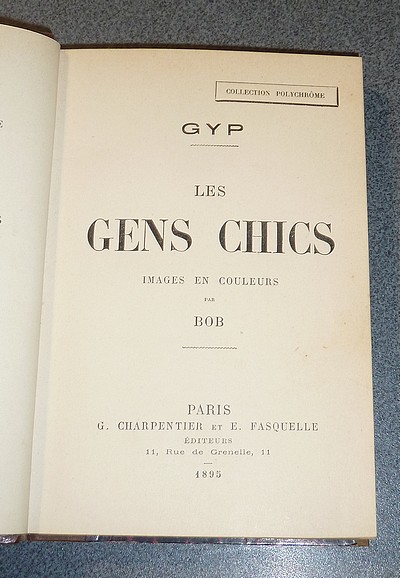 COLLECTION POLYCHRÔME
GYP
LES
GENS CHICS
IMAGES EN COULEURS
PAR
BOB
PARIS
G. CHARPENTIER ET E. FASQUELLE
ÉDITEURS
11, Rue de Grenelle, 11
1895